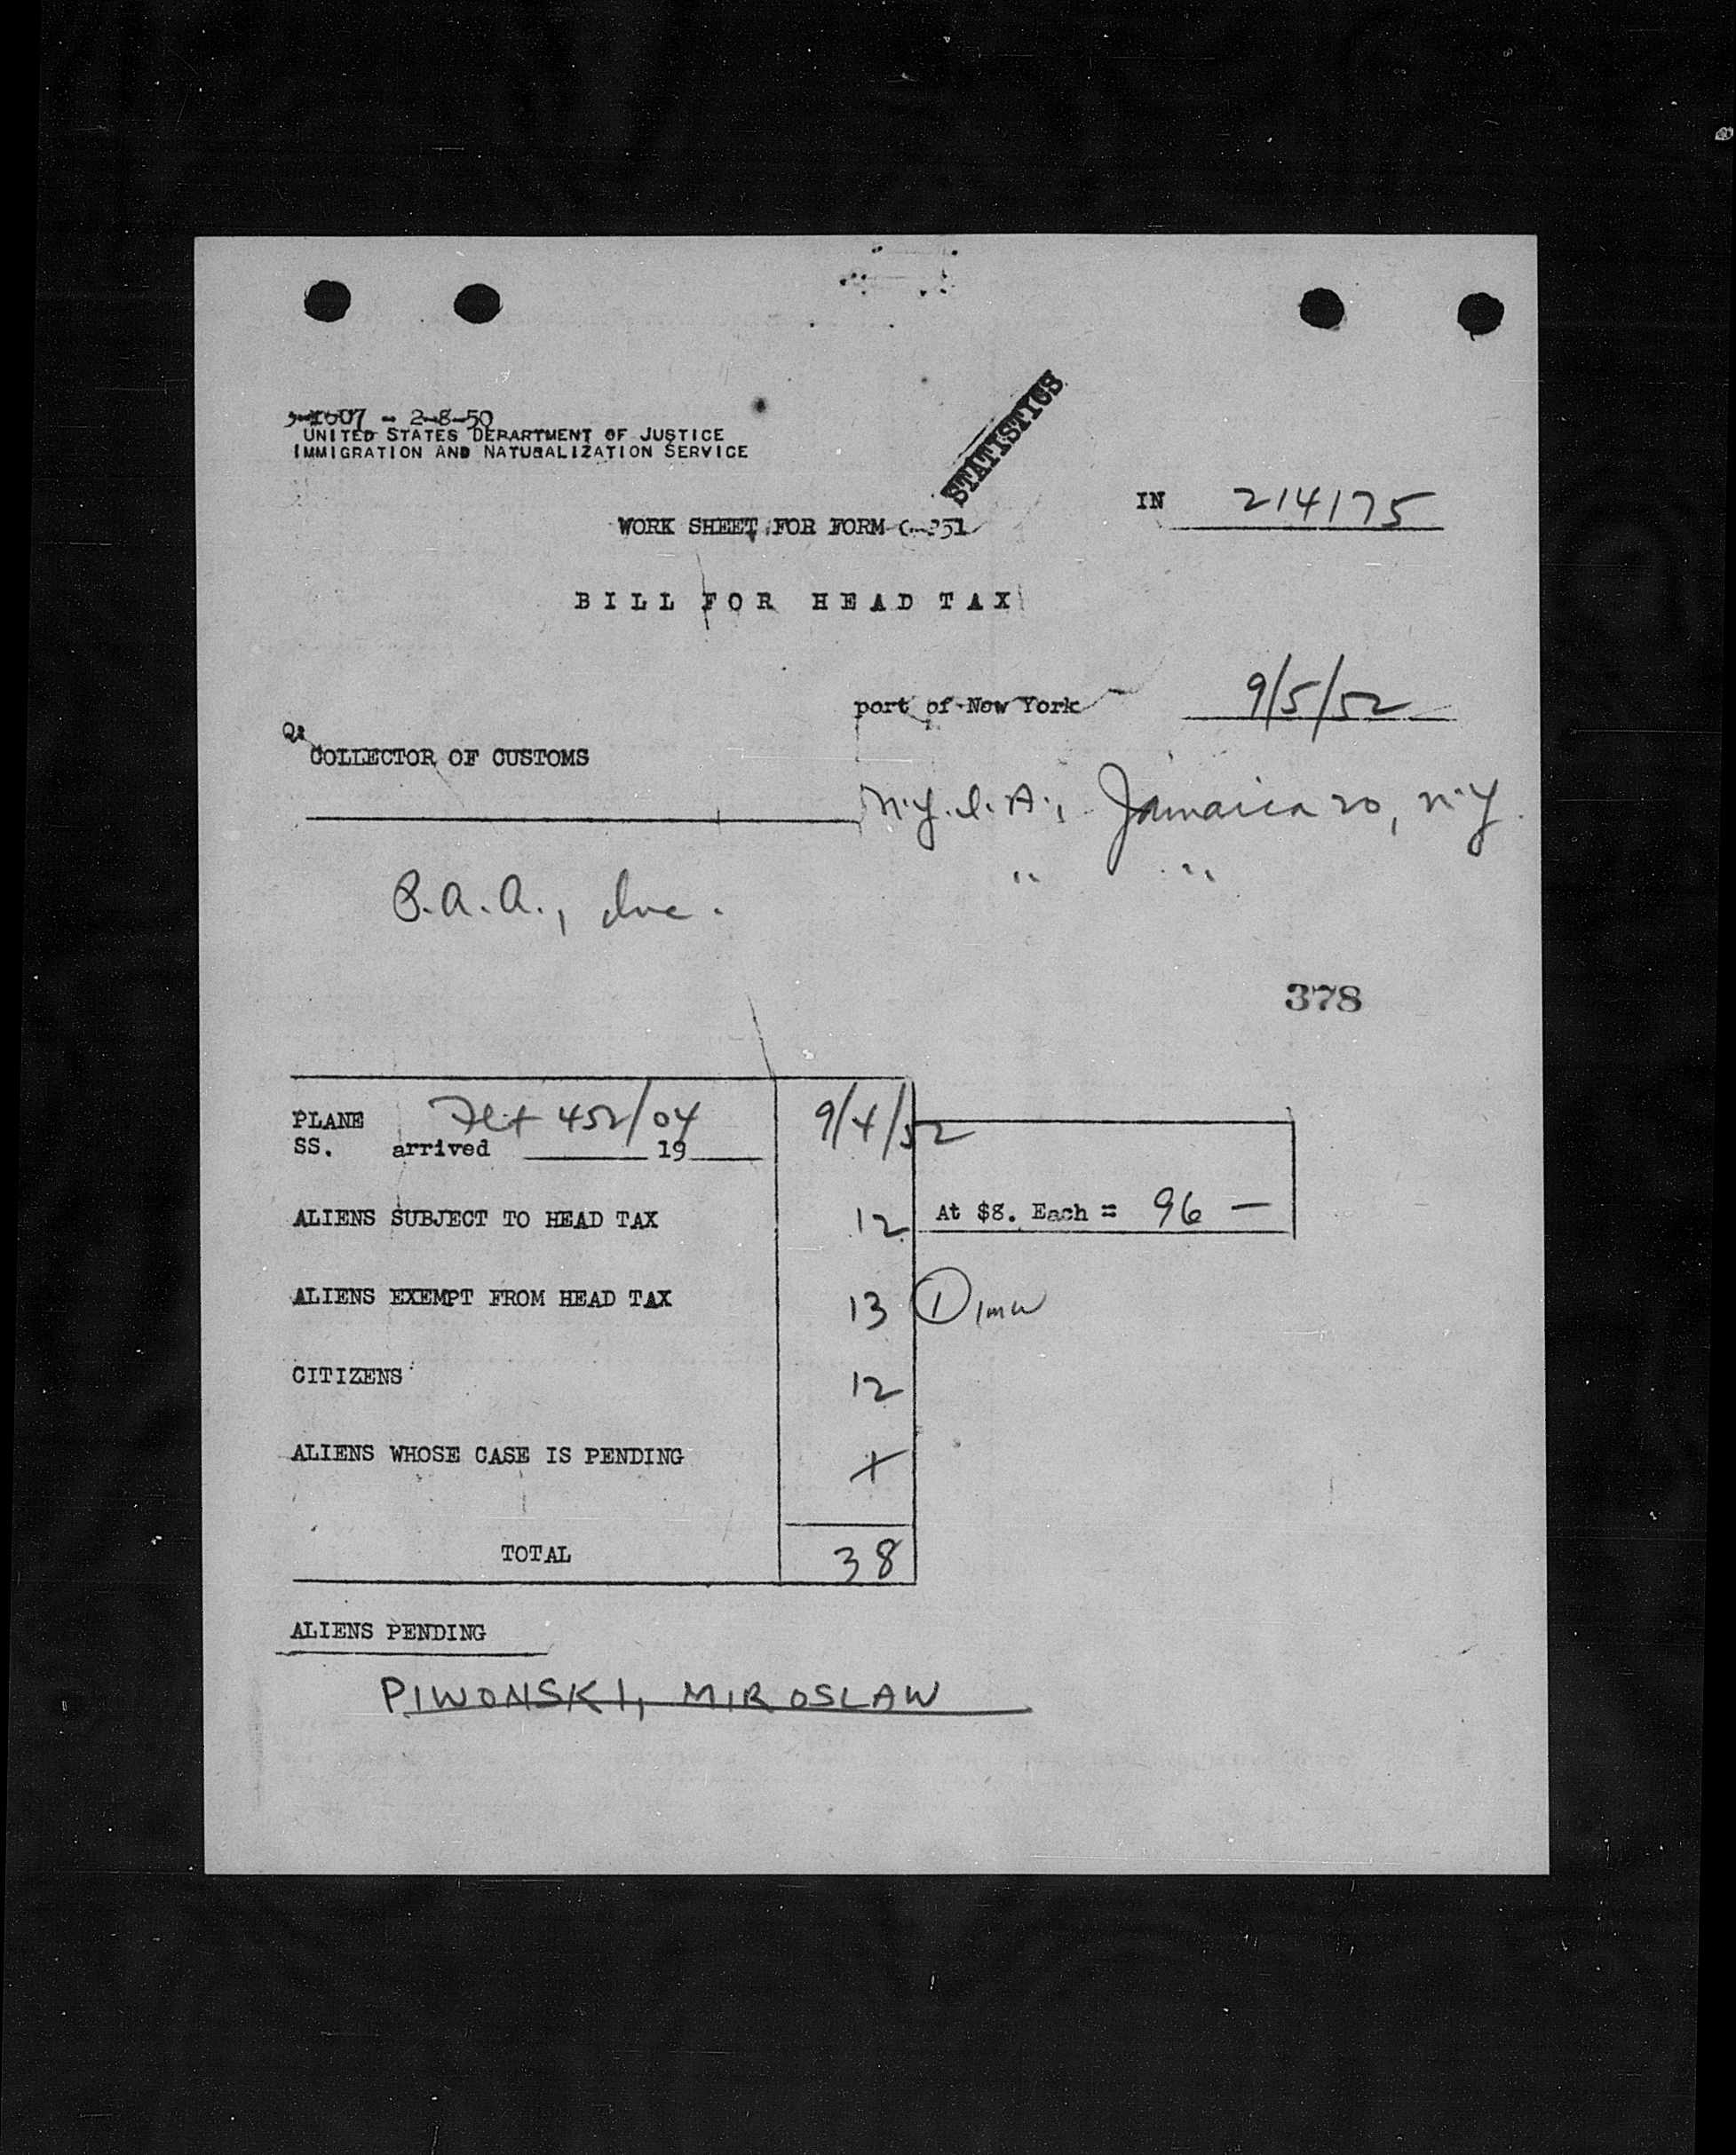 1607 - 2-8-50
UNITED STATES DEPARTMENT OF JUSTICE
IMMIGRATION AND NATURALIZATION SERVICE
STATISTICS
IN 214175
WORK SHEET FOR FORM 51
BILL FOR HEAD TAX
port of New York 9/5/52
COLLECTOR OF CUSTOMS
N.Y.I.A., Jamaica 20, N.Y.
" "
P.A.A., Inc.
378
PLANE Flt 452/04 9/4/52
SS. arrived 19
ALIENS SUBJECT TO HEAD TAX 12 At $8. Each = 96 —
ALIENS EXEMPT FROM HEAD TAX 13 1
CITIZENS 12
ALIENS WHOSE CASE IS PENDING
TOTAL 38
ALIENS PENDING
PIWONSKI, MIROSLAW